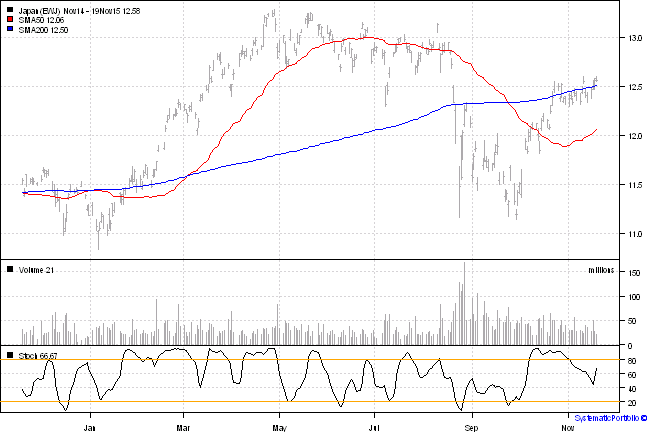 Japan (EWJ) Nov14 - 19Nov15 12.58
SMA50 12.06
SMA200 12.50
13.0
12.5
12.0
11.5
11.0
Volume 21
millions
150
100
50
0
Stoch 66.67
80
60
40
20
Jan Mar May Jul Sep Nov
SystematicPortfolio ©